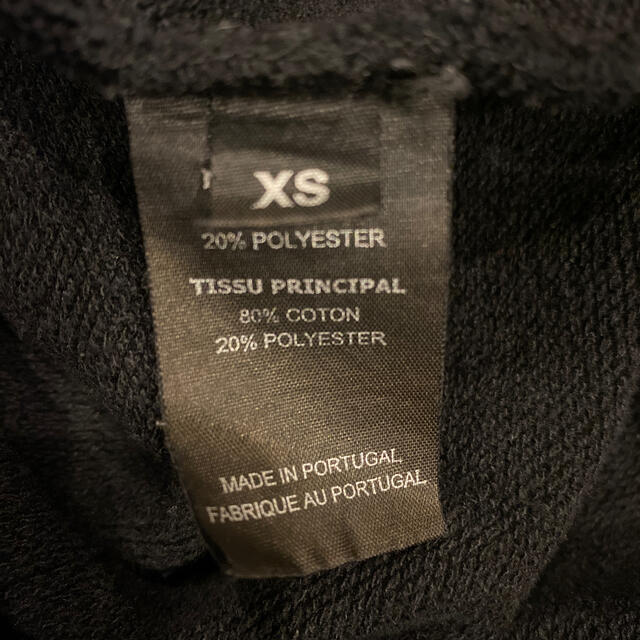 XS
20% POLYESTER
TISSU PRINCIPAL
80% COTON
20% POLYESTER
MADE IN PORTUGAL
FABRIQUE AU PORTUGAL